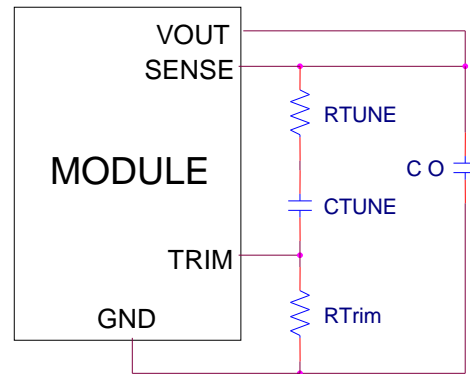 VOUT
SENSE
RTUNE
MODULE
C O
CTUNE
TRIM
RTrim
GND